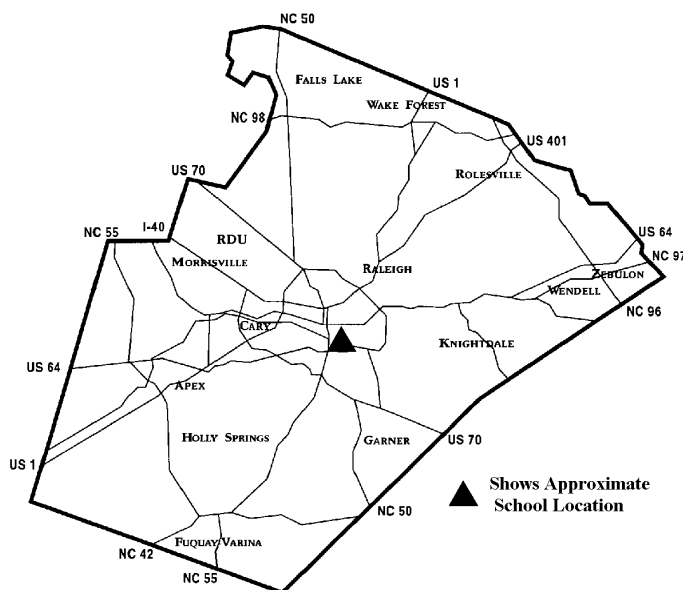 NC 50
FALLS LAKE
US 1
WAKE FOREST
NC 98
US 401
US 70
ROLESVILLE
I-40
NC 55
RDU
US 64
MORRISVILLE
RALEIGH
NC 97
ZEBULON
WENDELL
NC 96
CARY
KNIGHTDALE
US 64
APEX
HOLLY SPRINGS
GARNER
US 70
US 1
Shows Approximate
School Location
NC 50
FUQUAY-VARINA
NC 42
NC 55